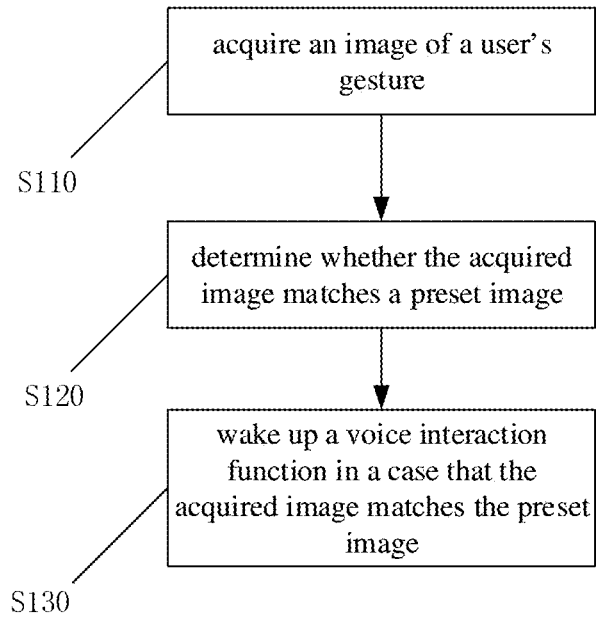 acquire an image of a user's
gesture
S110
determine whether the acquired
image matches a preset image
S120
wake up a voice interaction
function in a case that the
acquired image matches the preset
image
S130